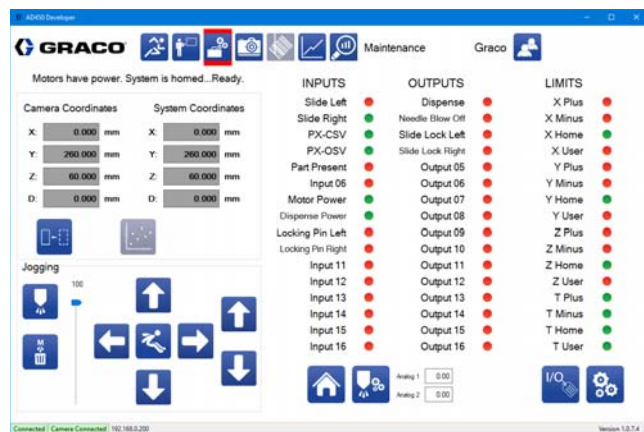 AD450 Developer
GRACO
Maintenance
Graco
Motors have power. System is homed...Ready.
Camera Coordinates
System Coordinates
X: 0.000 mm
X: 0.000 mm
Y: 260.000 mm
Y: 260.000 mm
Z: 60.000 mm
Z: 60.000 mm
D: 0.000 mm
D: 0.000 mm
Jogging
100
M
INPUTS
Slide Left
Slide Right
PX-CSV
PX-OSV
Part Present
Input 06
Motor Power
Dispense Power
Locking Pin Left
Locking Pin Right
Input 11
Input 12
Input 13
Input 14
Input 15
Input 16
OUTPUTS
Dispense
Needle Blow Off
Slide Lock Left
Slide Lock Right
Output 05
Output 06
Output 07
Output 08
Output 09
Output 10
Output 11
Output 12
Output 13
Output 14
Output 15
Output 16
LIMITS
X Plus
X Minus
X Home
X User
Y Plus
Y Minus
Y Home
Y User
Z Plus
Z Minus
Z Home
Z User
T Plus
T Minus
T Home
T User
Analog 1 0.00
Analog 2 0.00
I/O
Connected Camera Connected 192.168.0.200
Version 1.0.7.4